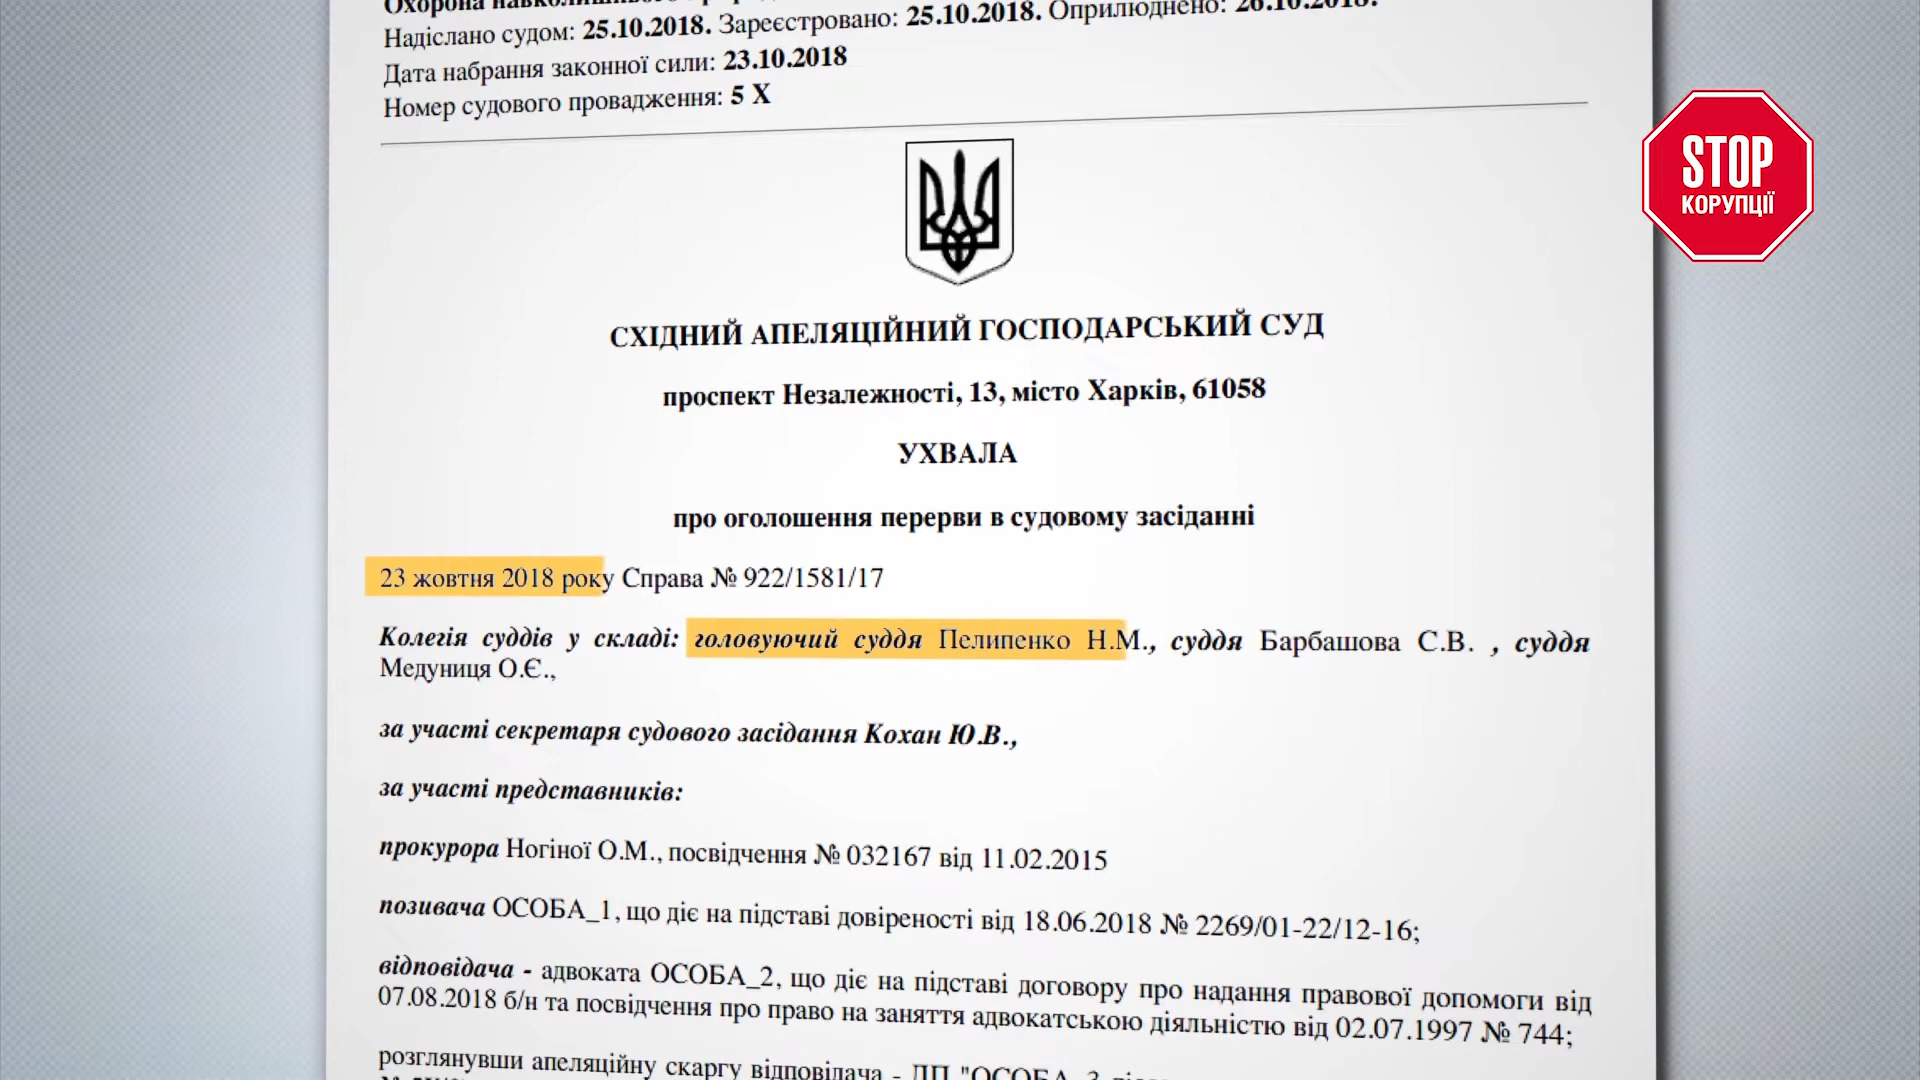 Надіслано судом: 25.10.2018. Зареєстровано: 25.10.2018. Оприлюднено: 26.10.2018.
Дата набрання законної сили: 23.10.2018
Номер судового провадження: 5 Х
STOP
КОРУПЦІЇ
СХІДНИЙ АПЕЛЯЦІЙНИЙ ГОСПОДАРСЬКИЙ СУД
проспект Незалежності, 13, місто Харків, 61058
УХВАЛА
про оголошення перерви в судовому засіданні
23 жовтня 2018 року Справа № 922/1581/17
Колегія суддів у складі: головуючий суддя Пелипенко Н.М., суддя Барбашова С.В. , суддя
Медуниця О.Є.,
за участі секретаря судового засідання Кохан Ю.В.,
за участі представників:
прокурора Ногіної О.М., посвідчення № 032167 від 11.02.2015
позивача ОСОБА_1, що діє на підставі довіреності від 18.06.2018 № 2269/01-22/12-16;
відповідача - адвоката ОСОБА_2, що діє на підставі договору про надання правової допомоги від
07.08.2018 б/н та посвідчення про право на заняття адвокатською діяльністю від 02.07.1997 № 744;
розглянувши апеляційну скаргу відповідача - ДП "ОСОБА_3